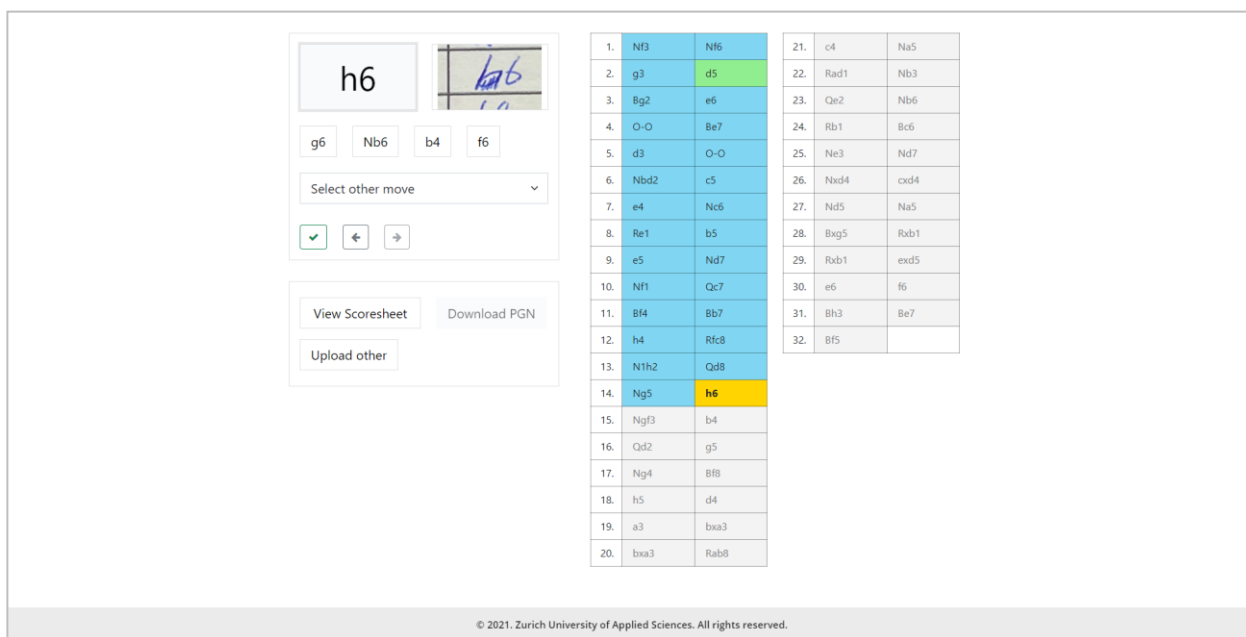 h6
h6
g6 Nb6 b4 f6
Select other move
View Scoresheet Download PGN
Upload other
1. Nf3 Nf6
2. g3 d5
3. Bg2 e6
4. O-O Be7
5. d3 O-O
6. Nbd2 c5
7. e4 Nc6
8. Re1 b5
9. e5 Nd7
10. Nf1 Qc7
11. Bf4 Bb7
12. h4 Rfc8
13. N1h2 Qd8
14. Ng5 h6
15. Ngf3 b4
16. Qd2 g5
17. Ng4 Bf8
18. h5 d4
19. a3 bxa3
20. bxa3 Rab8
21. c4 Na5
22. Rad1 Nb3
23. Qe2 Nb6
24. Rb1 Bc6
25. Ne3 Nd7
26. Nxd4 cxd4
27. Nd5 Na5
28. Bxg5 Rxb1
29. Rxb1 exd5
30. e6 f6
31. Bh3 Be7
32. Bf5
© 2021. Zurich University of Applied Sciences. All rights reserved.